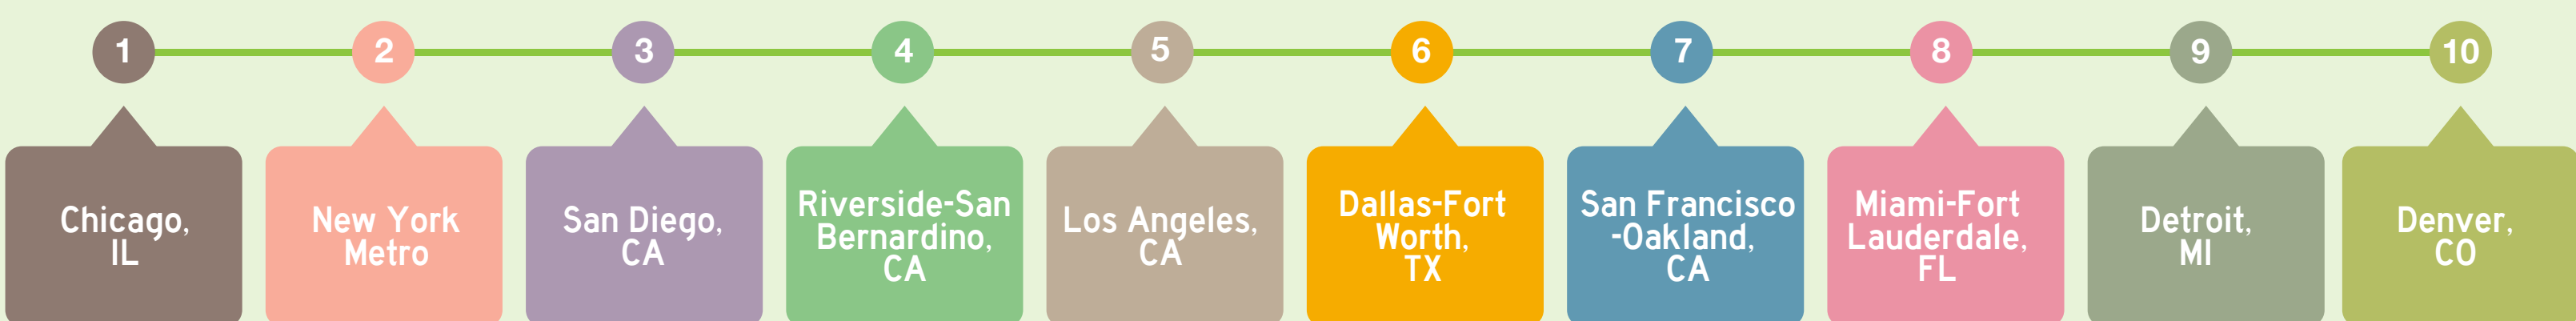 1
2
3
4
5
6
7
8
9
10
Chicago,
IL
New York
Metro
San Diego,
CA
Riverside-San
Bernardino,
CA
Los Angeles,
CA
Dallas-Fort
Worth,
TX
San Francisco
-Oakland,
CA
Miami-Fort
Lauderdale,
FL
Detroit,
MI
Denver,
CO